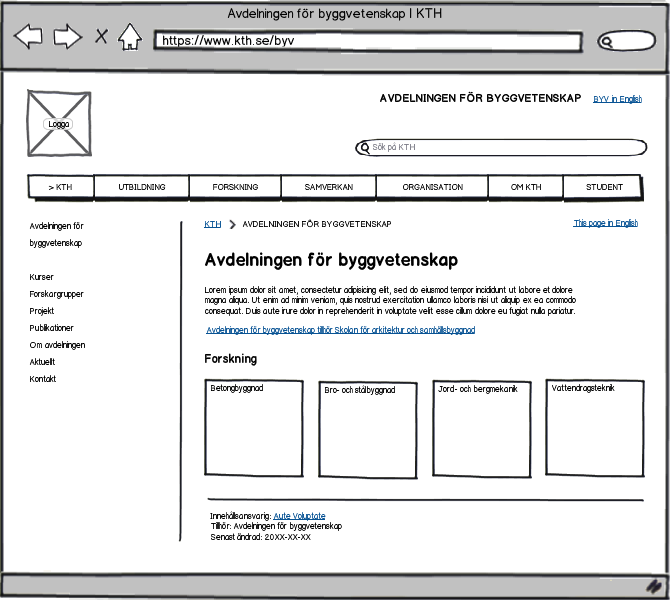 Avdelningen för byggvetenskap | KTH
https://www.kth.se/byv
Logga
AVDELNINGEN FÖR BYGGVETENSKAP
BYV in English
Sök på KTH
> KTH
UTBILDNING
FORSKNING
SAMVERKAN
ORGANISATION
OM KTH
STUDENT
Avdelningen för
byggvetenskap
Kurser
Forskargrupper
Projekt
Publikationer
Om avdelningen
Aktuellt
Kontakt
KTH > AVDELNINGEN FÖR BYGGVETENSKAP
This page in English
Avdelningen för byggvetenskap
Lorem ipsum dolor sit amet, consectetur adipisicing elit, sed do eiusmod tempor incididunt ut labore et dolore
magna aliqua. Ut enim ad minim veniam, quis nostrud exercitation ullamco laboris nisi ut aliquip ex ea commodo
consequat. Duis aute irure dolor in reprehenderit in voluptate velit esse cillum dolore eu fugiat nulla pariatur.
Avdelningen för byggvetenskap tillhör Skolan för arkitektur och samhällsbyggnad
Forskning
Betongbyggnad
Bro- och stålbyggnad
Jord- och bergmekanik
Vattendragsteknik
Innehållsansvarig: Aute Voluptate
Tillhör: Avdelningen för byggvetenskap
Senast ändrad: 20XX-XX-XX